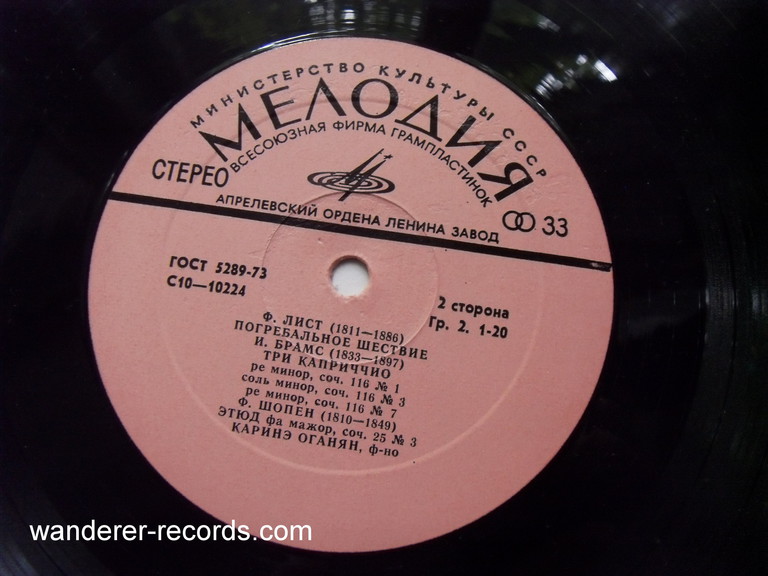 МИНИСТЕРСТВО КУЛЬТУРЫ СССР
МЕЛОДИЯ
ВСЕСОЮЗНАЯ ФИРМА ГРАМПЛАСТИНОК
СТЕРЕО
33
АПРЕЛЕВСКИЙ ОРДЕНА ЛЕНИНА ЗАВОД
ГОСТ 5289-73
С10—10224
2 сторона
Гр. 2. 1-20
Ф. ЛИСТ (1811—1886)
ПОГРЕБАЛЬНОЕ ШЕСТВИЕ
И. БРАМС (1833—1897)
ТРИ КАПРИЧЧИО
ре минор, соч. 116 № 1
соль минор, соч. 116 № 3
ре минор, соч. 116 № 7
Ф. ШОПЕН (1810—1849)
ЭТЮД фа мажор, соч. 25 № 3
КАРИНЭ ОГАНЯН, ф-но
wanderer-records.com